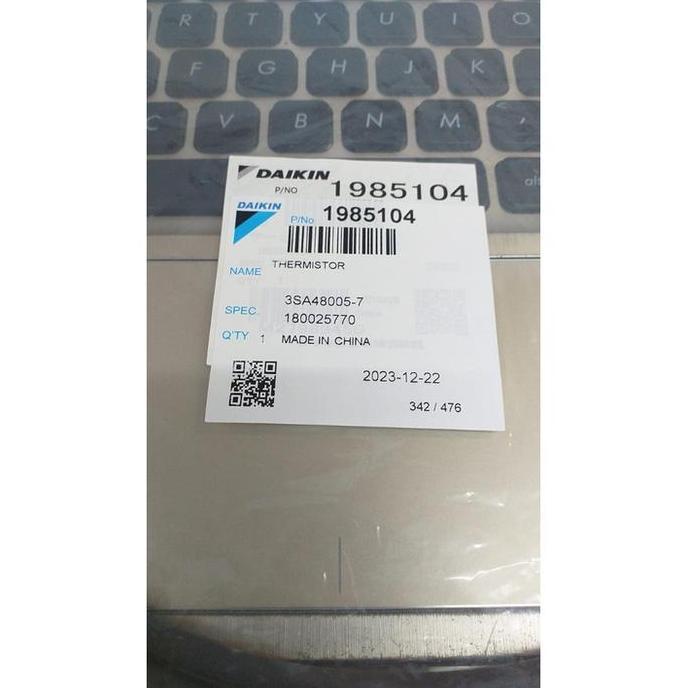 R T Y U I O
F G H J K
C V B N M ,
alt
DAIKIN
P/NO 1985104
DAIKIN
P/No 1985104
NAME THERMISTOR
SPEC. 3SA48005-7
180025770
Q'TY 1 MADE IN CHINA
2023-12-22
342 / 476